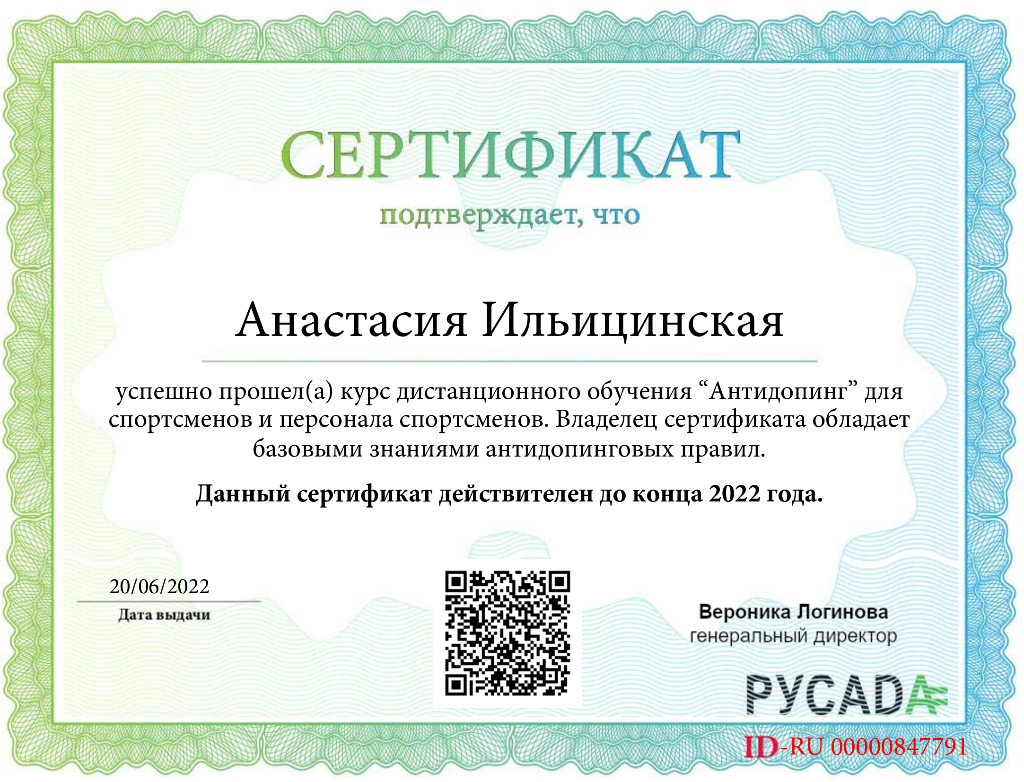 СЕРТИФИКАТ
подтверждает, что
Анастасия Ильицинская
успешно прошел(а) курс дистанционного обучения “Антидопинг” для
спортсменов и персонала спортсменов. Владелец сертификата обладает
базовыми знаниями антидопинговых правил.
Данный сертификат действителен до конца 2022 года.
20/06/2022
Дата выдачи
Вероника Логинова
генеральный директор
РУСАДА
ID-RU 00000847791